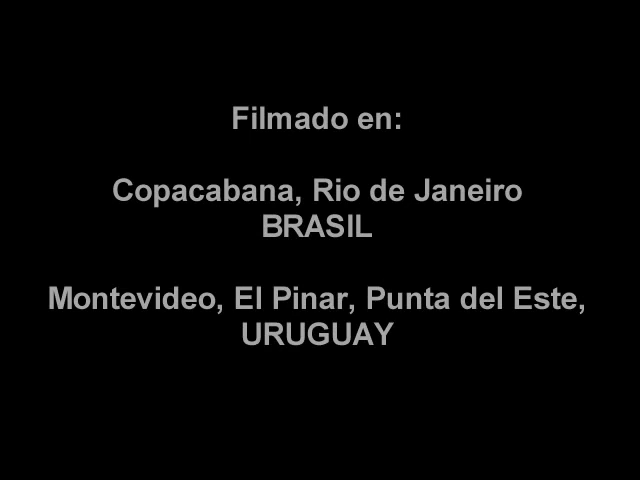 Filmado en:
Copacabana, Rio de Janeiro
BRASIL
Montevideo, El Pinar, Punta del Este,
URUGUAY